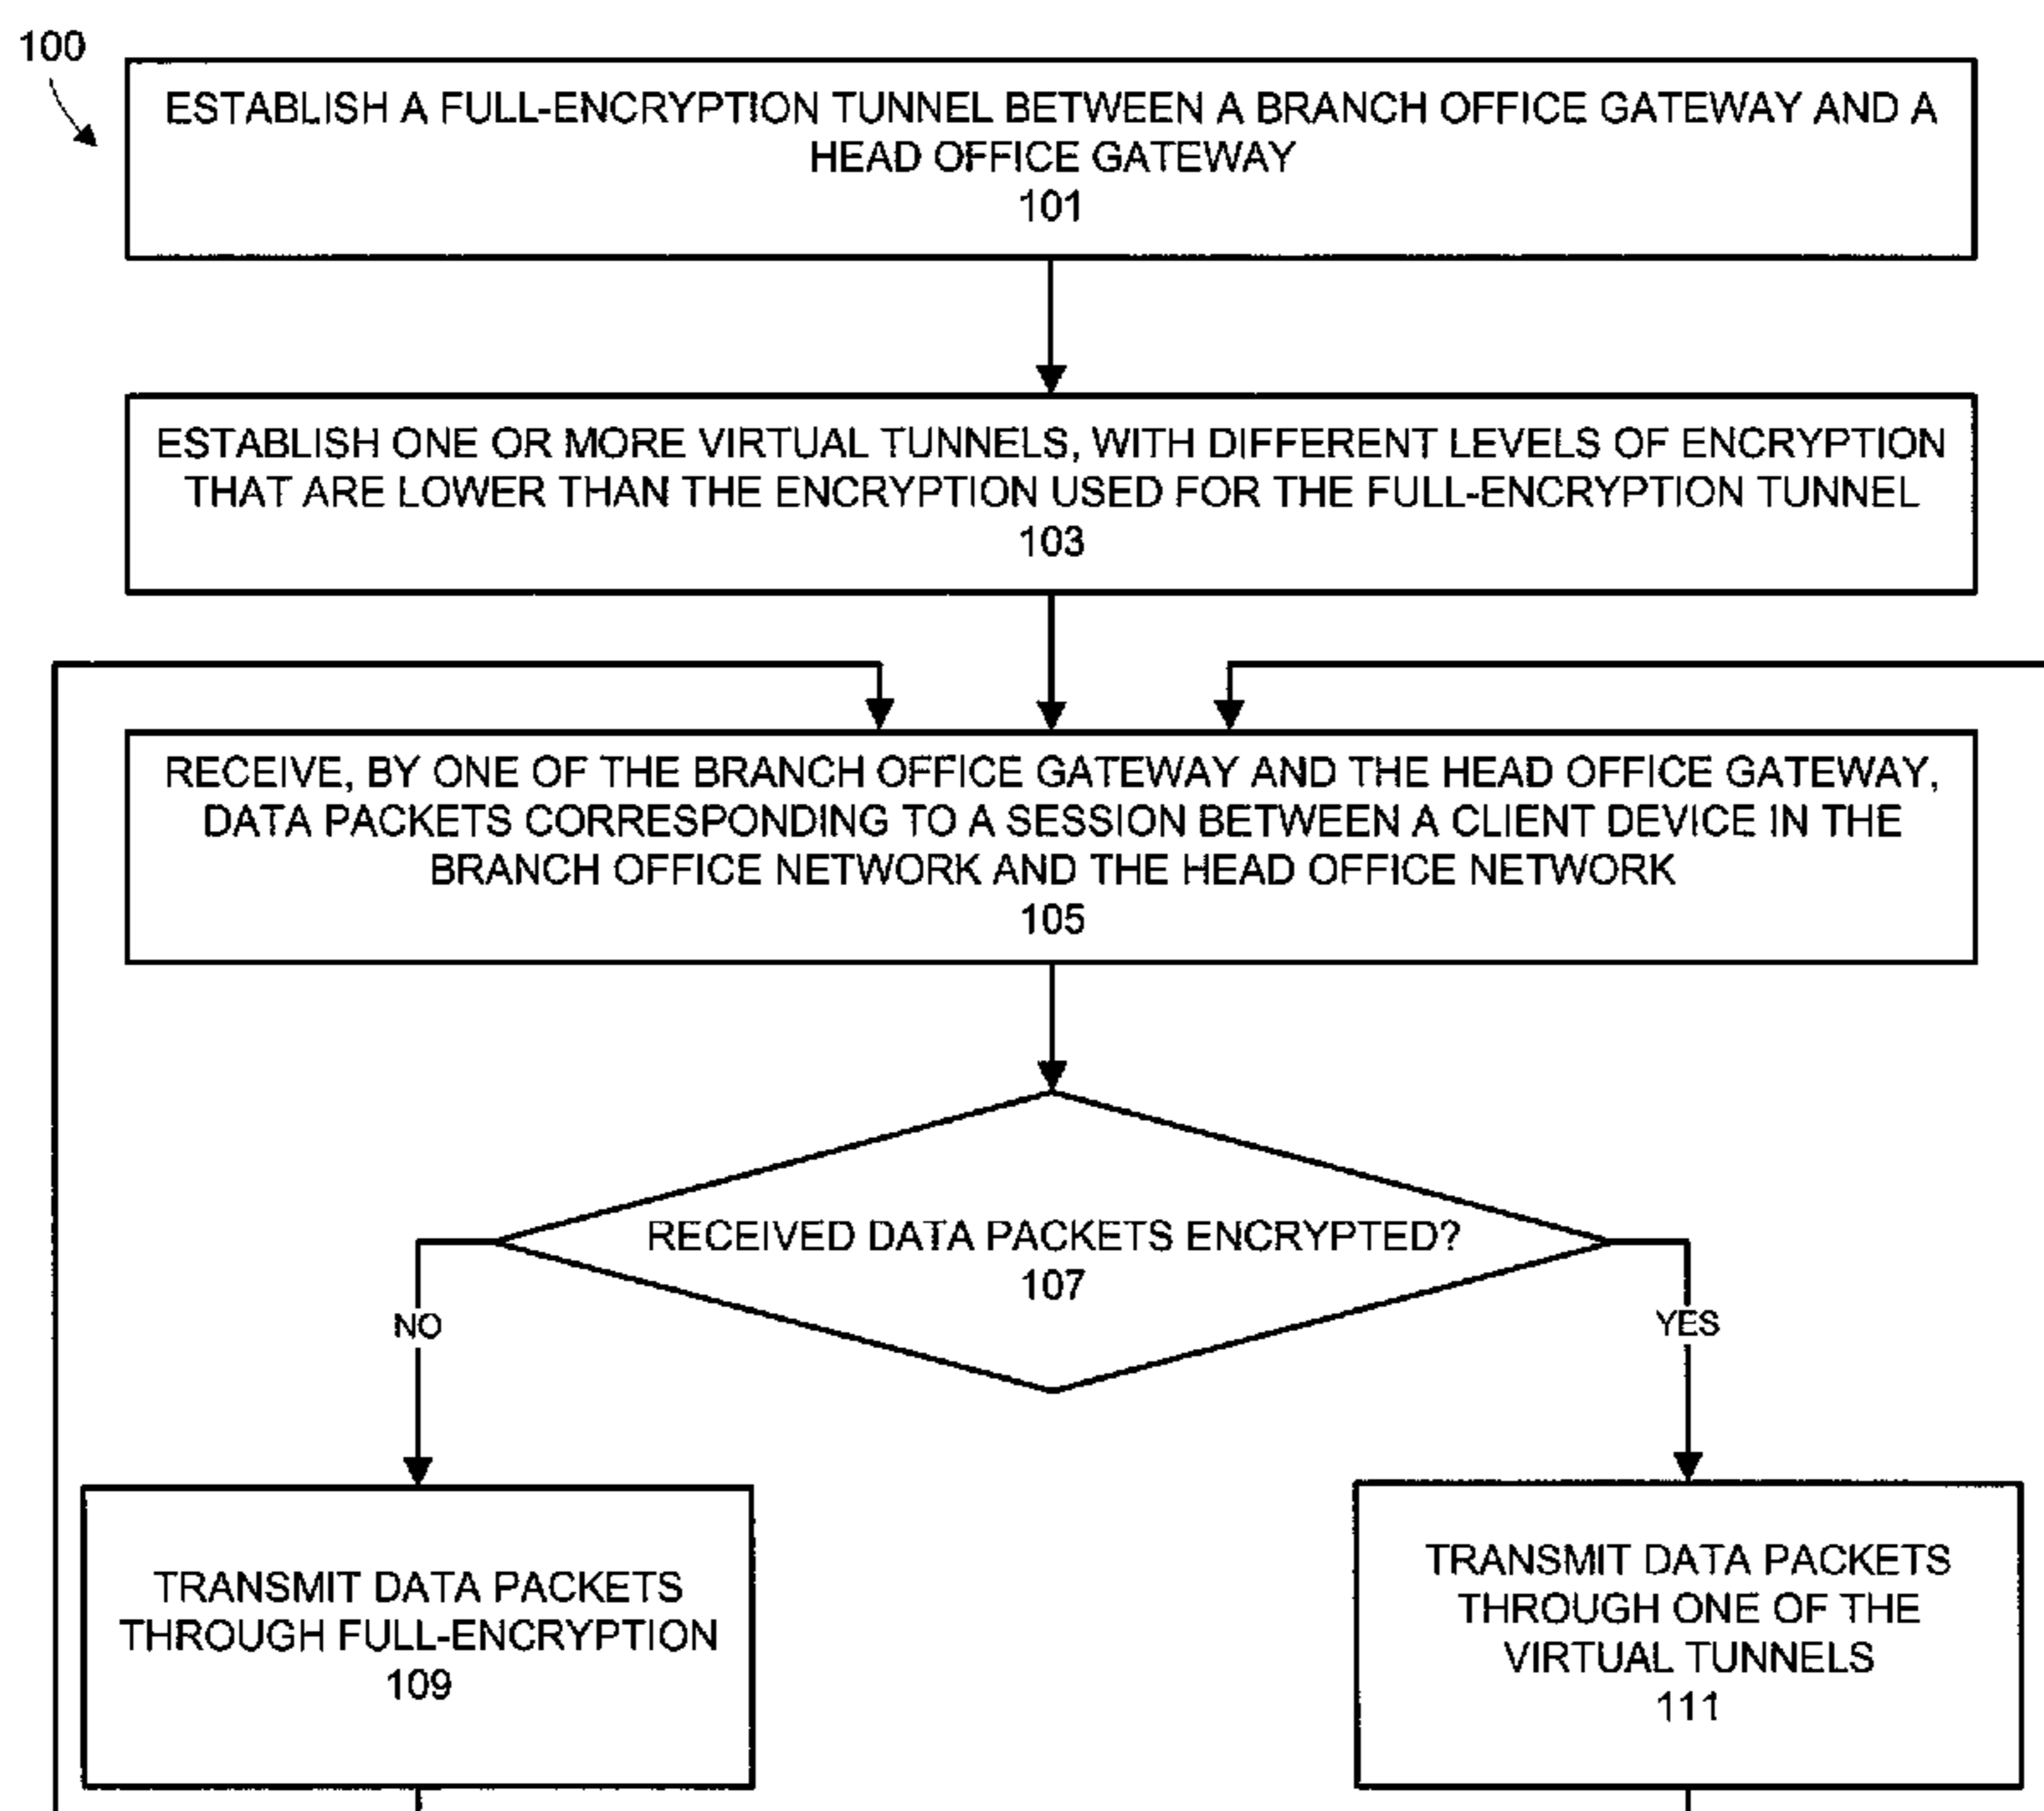 100
ESTABLISH A FULL-ENCRYPTION TUNNEL BETWEEN A BRANCH OFFICE GATEWAY AND A
HEAD OFFICE GATEWAY
101
ESTABLISH ONE OR MORE VIRTUAL TUNNELS, WITH DIFFERENT LEVELS OF ENCRYPTION
THAT ARE LOWER THAN THE ENCRYPTION USED FOR THE FULL-ENCRYPTION TUNNEL
103
RECEIVE, BY ONE OF THE BRANCH OFFICE GATEWAY AND THE HEAD OFFICE GATEWAY,
DATA PACKETS CORRESPONDING TO A SESSION BETWEEN A CLIENT DEVICE IN THE
BRANCH OFFICE NETWORK AND THE HEAD OFFICE NETWORK
105
RECEIVED DATA PACKETS ENCRYPTED?
107
NO
YES
TRANSMIT DATA PACKETS
THROUGH FULL-ENCRYPTION
109
TRANSMIT DATA PACKETS
THROUGH ONE OF THE
VIRTUAL TUNNELS
111